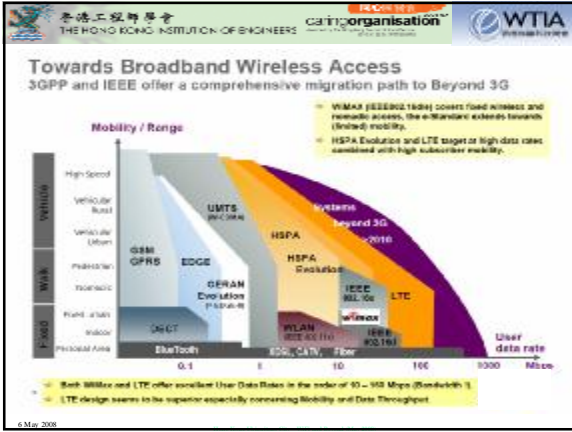 香港工程師學會
THE HONG KONG INSTITUTION OF ENGINEERS
caringorganisation
WTIA
Towards Broadband Wireless Access
3GPP and IEEE offer a comprehensive migration path to Beyond 3G
WiMAX (IEEE802.16d/e) covers fixed wireless and
nomadic access, the e-Standard extends towards
(limited) mobility.
HSPA Evolution and LTE target at high data rates
combined with high subscriber mobility.
Mobility / Range
Vehicle
Walk
Fixed
High Speed
Vehicular
Rural
Vehicular
Urban
Pedestrian
Nomadic
Indoor
Personal Area
GSM
GPRS
EDGE
GERAN
Evolution
DECT
BlueTooth
UMTS
HSPA
HSPA
Evolution
Systems
beyond 3G
>2010
LTE
IEEE
802.16e
WiMAX
IEEE
802.16d
WLAN
XDSL, CATV, Fiber
User
data rate
0.1
1
10
100
1000
Mbps
Both WiMax and LTE offer excellent User Data Rates in the order of
LTE design seems to be superior especially concerning Mobility and Data Throughput.
6 May 2008